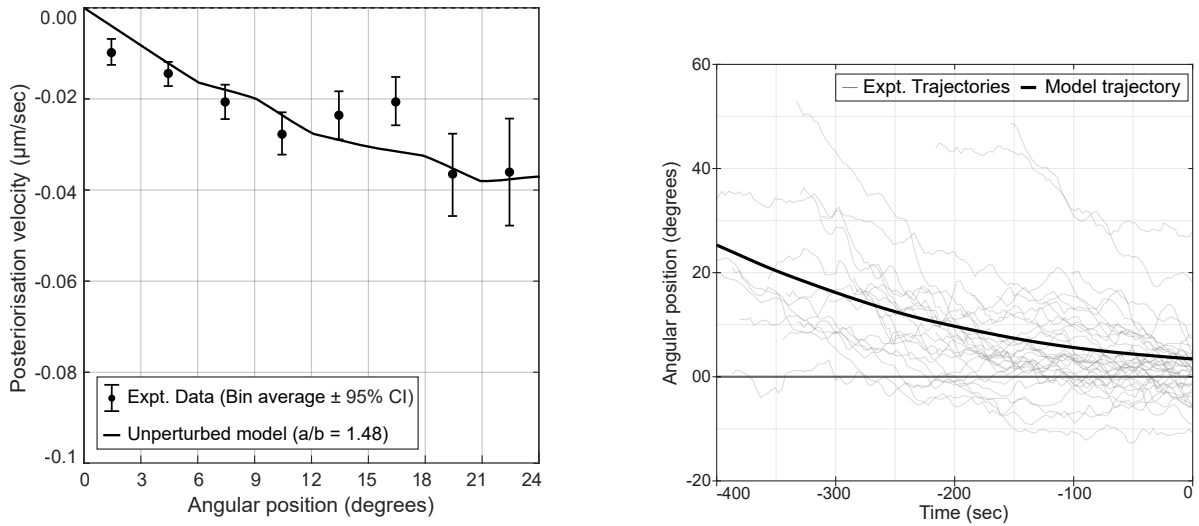 0.00
-0.02
-0.04
-0.06
-0.08
-0.1
Posteriorisation velocity (μm/sec)
Expt. Data (Bin average ± 95% CI)
Unperturbed model (a/b = 1.48)
0 3 6 9 12 15 18 21 24
Angular position (degrees)
60
40
20
00
-20
Angular position (degrees)
Expt. Trajectories Model trajectory
-400 -300 -200 -100 0
Time (sec)